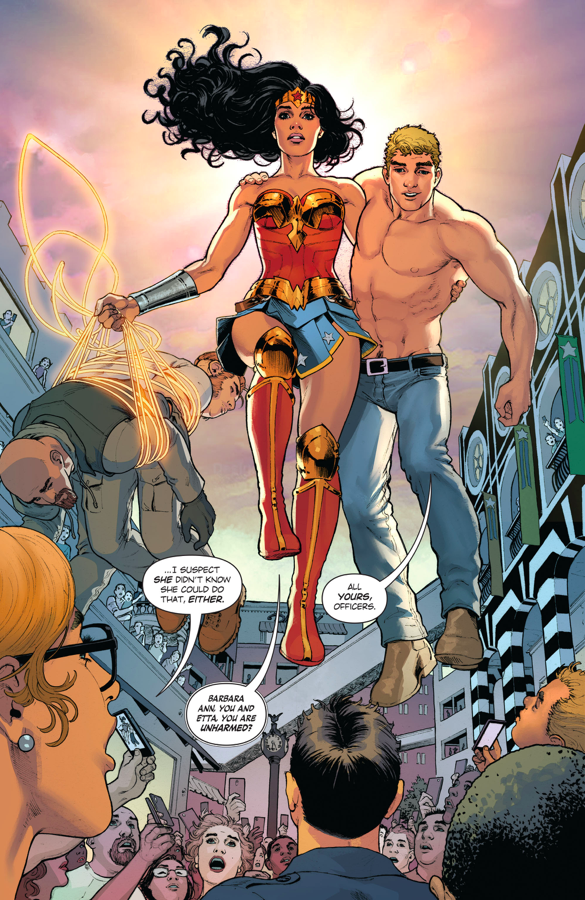 ...I SUSPECT
SHE DIDN'T KNOW
SHE COULD DO
THAT, EITHER.
ALL
YOURS,
OFFICERS.
BARBARA
ANN, YOU AND
ETTA, YOU ARE
UNHARMED?